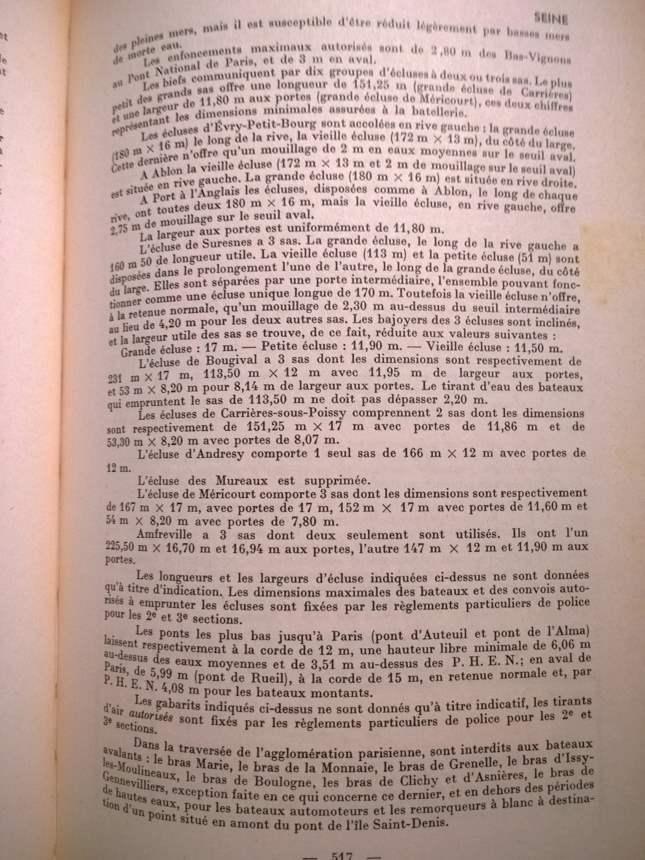 SEINE
des pleines mers, mais il est susceptible d'être réduit légèrement par basses mers
de morte eau.
Les enfoncements maximaux autorisés sont de 2,80 m des Bas-Vignons
au Pont National de Paris, et de 3 m en aval.
Les biefs communiquent par dix groupes d'écluses à deux ou trois sas. Le plus
petit des grands sas offre une longueur de 151,25 m (grande écluse de Carrières)
et une largeur de 11,80 m aux portes (grande écluse de Méricourt), ces deux chiffres
représentant les dimensions minimales assurées à la batellerie.
Les écluses d'Évry-Petit-Bourg sont accolées en rive gauche : la grande écluse
(180 m × 16 m) le long de la rive, la vieille écluse (172 m × 13 m), du côté du large.
Cette dernière n'offre qu'un mouillage de 2 m en eaux moyennes sur le seuil aval.
A Ablon la vieille écluse (172 m × 13 m et 2 m de mouillage sur le seuil aval)
est située en rive gauche. La grande écluse (180 m × 16 m) est située en rive droite.
A Port à l'Anglais les écluses, disposées comme à Ablon, le long de chaque
rive, ont toutes deux 180 m × 16 m, mais la vieille écluse, en rive gauche, offre
2,75 m de mouillage sur le seuil aval.
La largeur aux portes est uniformément de 11,80 m.
L'écluse de Suresnes a 3 sas. La grande écluse, le long de la rive gauche a
160 m 50 de longueur utile. La vieille écluse (113 m) et la petite écluse (51 m) sont
disposées dans le prolongement l'une de l'autre, le long de la grande écluse, du côté
du large. Elles sont séparées par une porte intermédiaire, l'ensemble pouvant fonc-
tionner comme une écluse unique longue de 170 m. Toutefois la vieille écluse n'offre,
à la retenue normale, qu'un mouillage de 2,30 m au-dessus du seuil intermédiaire
au lieu de 4,20 m pour les deux autres sas. Les bajoyers des 3 écluses sont inclinés,
et la largeur utile des sas se trouve, de ce fait, réduite aux valeurs suivantes :
Grande écluse : 17 m. — Petite écluse : 11,90 m. — Vieille écluse : 11,50 m.
L'écluse de Bougival a 3 sas dont les dimensions sont respectivement de
231 m × 17 m, 113,50 m × 12 m avec 11,95 m de largeur aux portes,
et 53 m × 8,20 m pour 8,14 m de largeur aux portes. Le tirant d'eau des bateaux
qui empruntent le sas de 113,50 m ne doit pas dépasser 2,20 m.
Les écluses de Carrières-sous-Poissy comprennent 2 sas dont les dimensions
sont respectivement de 151,25 m × 17 m avec portes de 11,86 m et de
53,30 m × 8,20 m avec portes de 8,07 m.
L'écluse d'Andresy comporte 1 seul sas de 166 m × 12 m avec portes de
12 m.
L'écluse des Mureaux est supprimée.
L'écluse de Méricourt comporte 3 sas dont les dimensions sont respectivement
de 167 m × 17 m, avec portes de 17 m, 152 m × 17 m avec portes de 11,60 m et
54 m × 8,20 m avec portes de 7,80 m.
Amfreville a 3 sas dont deux seulement sont utilisés. Ils ont l'un
225,50 m × 16,70 m et 16,94 m aux portes, l'autre 147 m × 12 m et 11,90 m aux
portes.
Les longueurs et les largeurs d'écluse indiquées ci-dessus ne sont données
qu'à titre d'indication. Les dimensions maximales des bateaux et des convois auto-
risés à emprunter les écluses sont fixées par les règlements particuliers de police
pour les 2e et 3e sections.
Les ponts les plus bas jusqu'à Paris (pont d'Auteuil et pont de l'Alma)
laissent respectivement à la corde de 12 m, une hauteur libre minimale de 6,06 m
au-dessus des eaux moyennes et de 3,51 m au-dessus des P. H. E. N.; en aval de
Paris, de 5,99 m (pont de Rueil), à la corde de 15 m, en retenue normale et, par
P. H. E. N. 4,08 m pour les bateaux montants.
Les gabarits indiqués ci-dessus ne sont donnés qu'à titre indicatif, les tirants
d'air autorisés sont fixés par les règlements particuliers de police pour les 2e et
3e sections.
Dans la traversée de l'agglomération parisienne, sont interdits aux bateaux
avalants : le bras Marie, le bras de la Monnaie, le bras de Grenelle, le bras d'Issy-
les-Moulineaux, le bras de Boulogne, les bras de Clichy et d'Asnières, le bras de
Gennevilliers, exception faite en ce qui concerne ce dernier, et en dehors des périodes
de hautes eaux, pour les bateaux automoteurs et les remorqueurs à blanc à destina-
tion d'un point situé en amont du pont de l'île Saint-Denis.
— 517 —